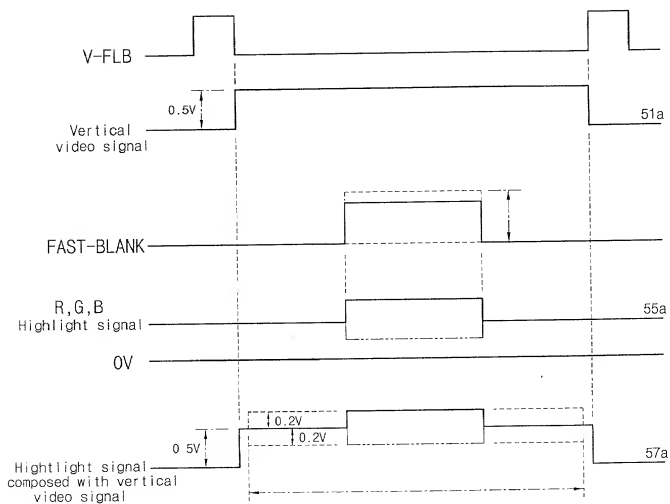 V-FLB
0.5V
51a
Vertical
video signal
FAST-BLANK
R,G,B
Highlight signal
55a
0V
0.2V
0.2V
0 5V
57a
Hightlight signal
composed with vertical
video signal